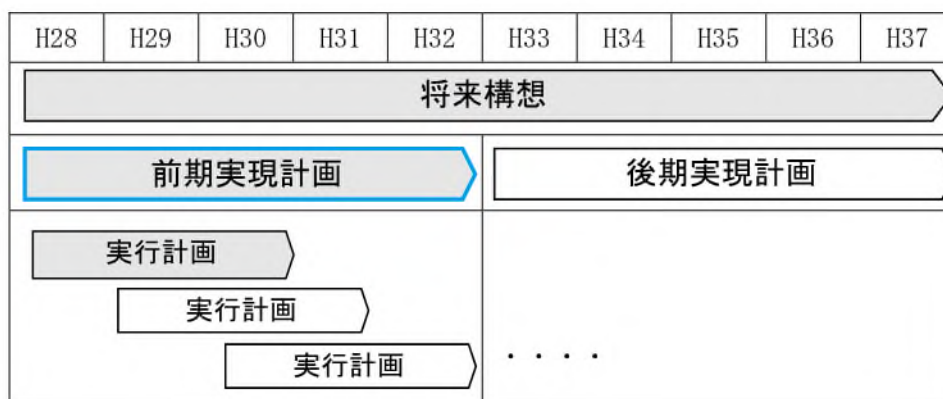 H28 H29 H30 H31 H32 H33 H34 H35 H36 H37
将来構想
前期実現計画 後期実現計画
実行計画
実行計画
実行計画 ・・・・